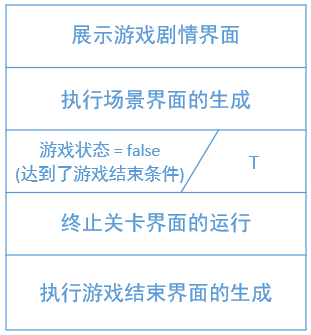 展示游戏剧情界面
执行场景界面的生成
游戏状态 = false
(达到了游戏结束条件)
T
终止关卡界面的运行
执行游戏结束界面的生成